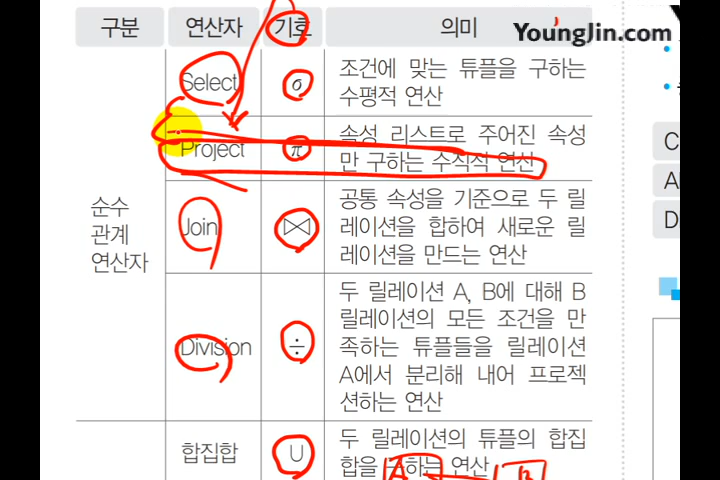 구분 연산자 기호 의미
YoungJin.com
Select σ 조건에 맞는 튜플을 구하는
수평적 연산
Project π 속성 리스트로 주어진 속성
만 구하는 수직적 연산
순수
관계
연산자
Join ⋈ 공통 속성을 기준으로 두 릴
레이션을 합하여 새로운 릴
레이션을 만드는 연산
Division ÷ 두 릴레이션 A, B에 대해 B
릴레이션의 모든 조건을 만
족하는 튜플들을 릴레이션
A에서 분리해 내어 프로젝
션하는 연산
합집합 ∪ 두 릴레이션의 튜플의 합집
합을 구하는 연산
A B
C
A
D